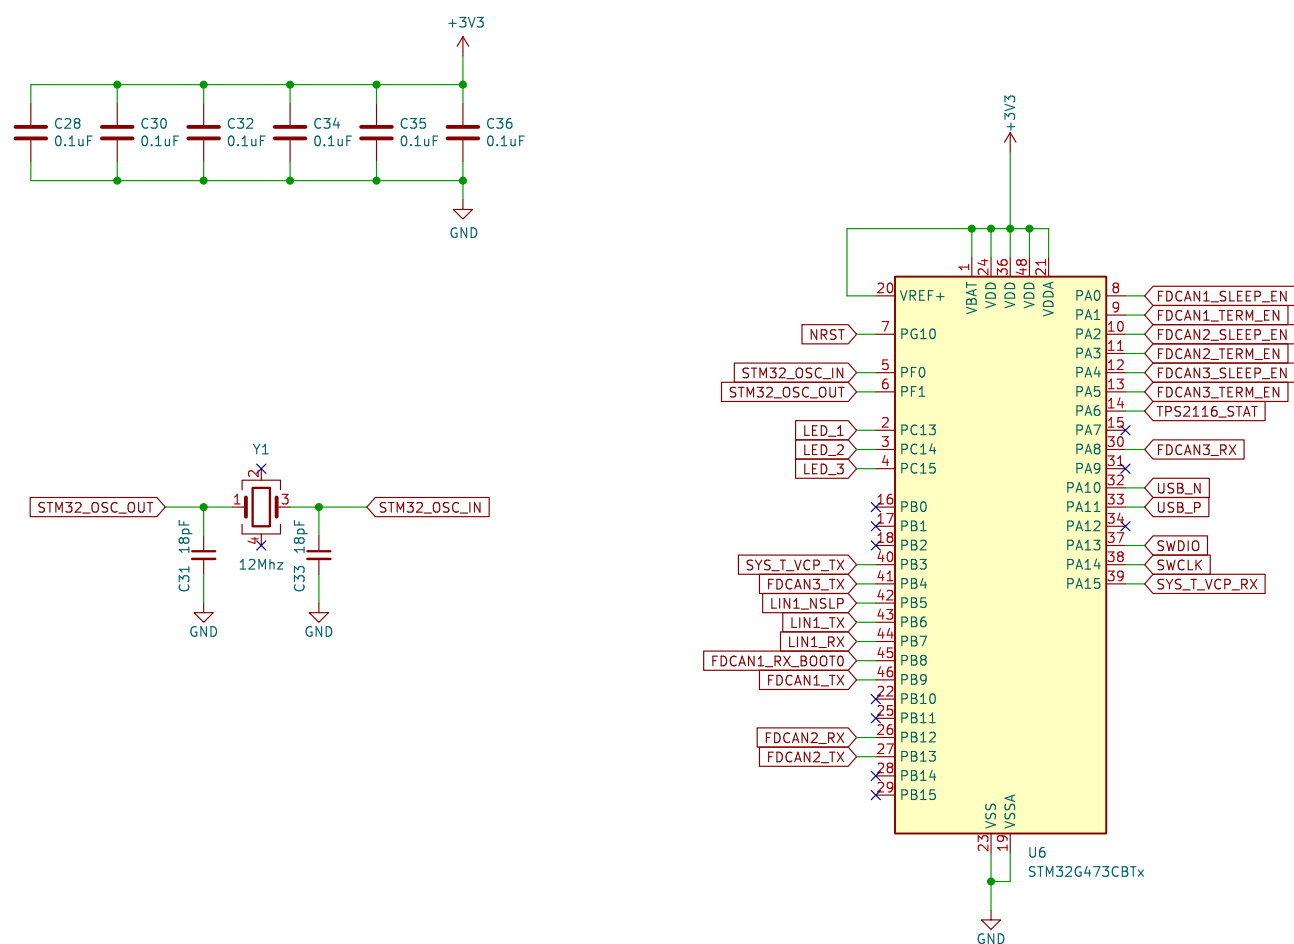 +3V3
C28
0.1uF
C30
0.1uF
C32
0.1uF
C34
0.1uF
C35
0.1uF
C36
0.1uF
GND
Y1
STM32_OSC_OUT
1
2
3
4
STM32_OSC_IN
12Mhz
C31 18pF
C33 18pF
GND
GND
+3V3
1 VBAT
24 VDD
36 VDD
48 VDD
21 VDDA
20 VREF+
NRST 7 PG10
STM32_OSC_IN 5 PF0
STM32_OSC_OUT 6 PF1
LED_1 2 PC13
LED_2 3 PC14
LED_3 4 PC15
16 PB0
17 PB1
18 PB2
SYS_T_VCP_TX 40 PB3
FDCAN3_TX 41 PB4
LIN1_NSLP 42 PB5
LIN1_TX 43 PB6
LIN1_RX 44 PB7
FDCAN1_RX_BOOT0 45 PB8
FDCAN1_TX 46 PB9
22 PB10
25 PB11
FDCAN2_RX 26 PB12
FDCAN2_TX 27 PB13
28 PB14
29 PB15
PA0 8 FDCAN1_SLEEP_EN
PA1 9 FDCAN1_TERM_EN
PA2 10 FDCAN2_SLEEP_EN
PA3 11 FDCAN2_TERM_EN
PA4 12 FDCAN3_SLEEP_EN
PA5 13 FDCAN3_TERM_EN
PA6 14 TPS2116_STAT
PA7 15
PA8 30 FDCAN3_RX
PA9 31
PA10 32 USB_N
PA11 33 USB_P
PA12 34
PA13 37 SWDIO
PA14 38 SWCLK
PA15 39 SYS_T_VCP_RX
23 VSS
19 VSSA
U6
STM32G473CBTx
GND